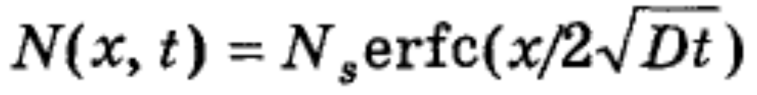 N(x, t) = N_s erfc(x/2√Dt)